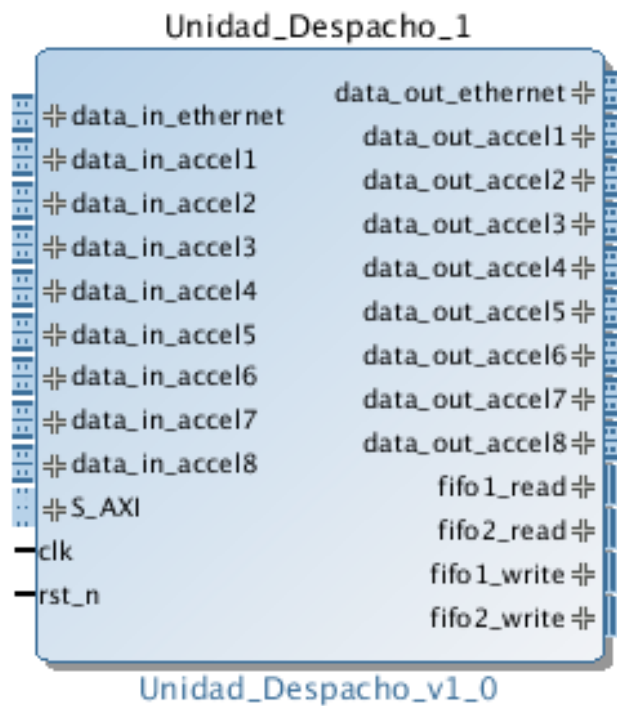 Unidad_Despacho_1
data_in_ethernet
data_in_accel1
data_in_accel2
data_in_accel3
data_in_accel4
data_in_accel5
data_in_accel6
data_in_accel7
data_in_accel8
S_AXI
clk
rst_n
data_out_ethernet
data_out_accel1
data_out_accel2
data_out_accel3
data_out_accel4
data_out_accel5
data_out_accel6
data_out_accel7
data_out_accel8
fifo1_read
fifo2_read
fifo1_write
fifo2_write
Unidad_Despacho_v1_0